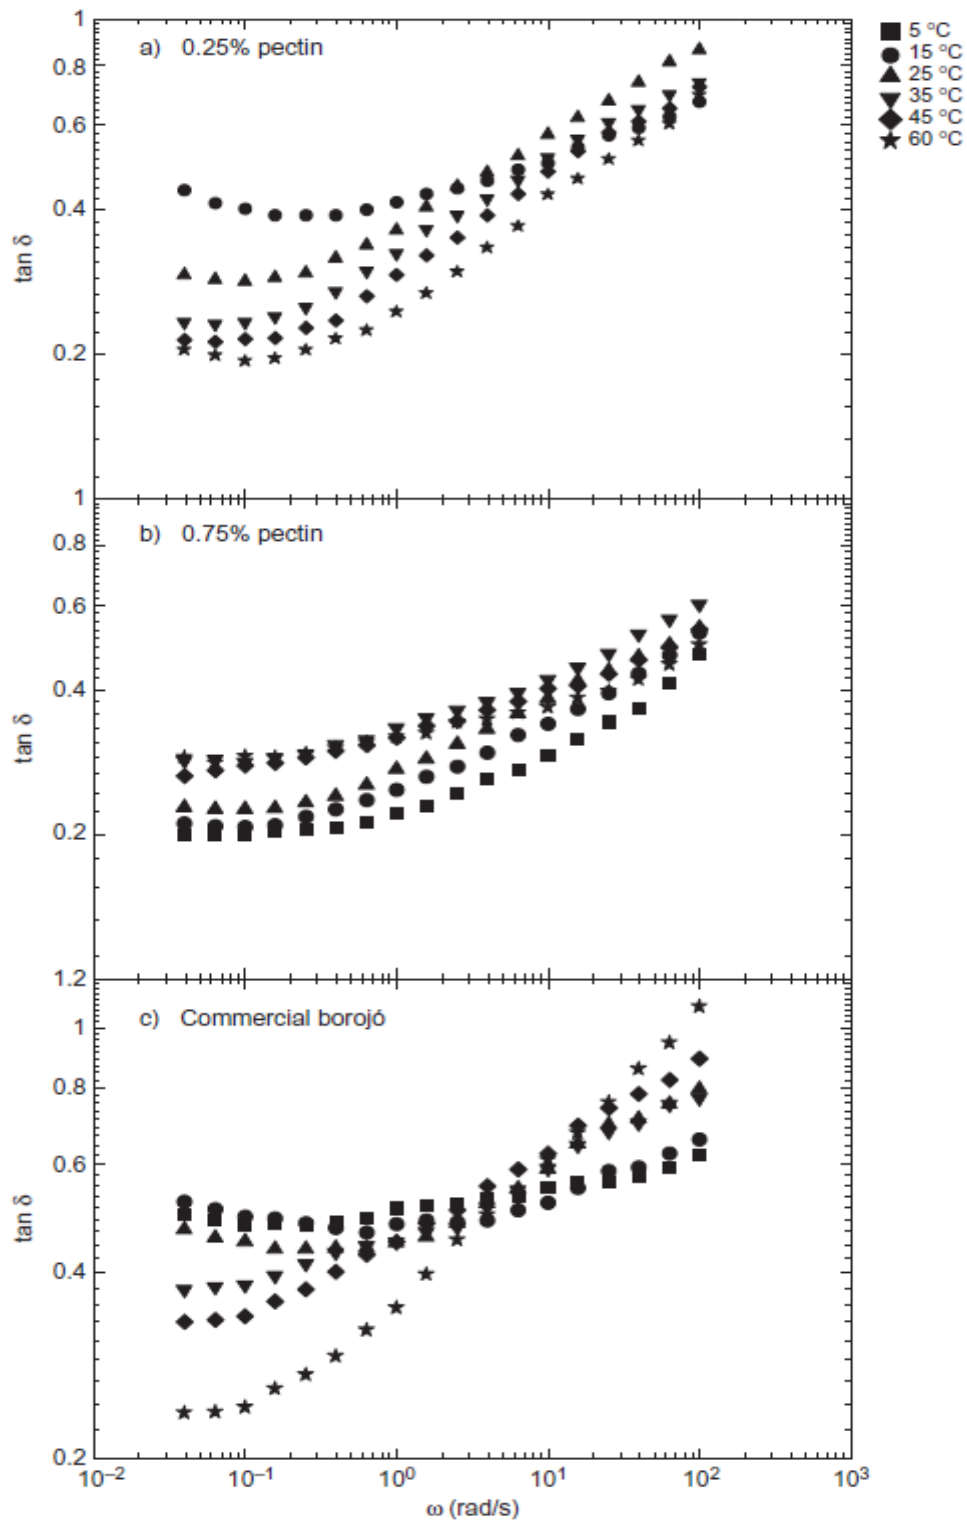 1
a) 0.25% pectin
0.8
0.6
0.4
tan δ
0.2
1
■ 5 °C
● 15 °C
▲ 25 °C
▼ 35 °C
◆ 45 °C
★ 60 °C
b) 0.75% pectin
0.8
0.6
0.4
tan δ
0.2
1.2
c) Commercial borojó
1
0.8
0.6
tan δ
0.4
0.2
10⁻² 10⁻¹ 10⁰ 10¹ 10² 10³
ω (rad/s)